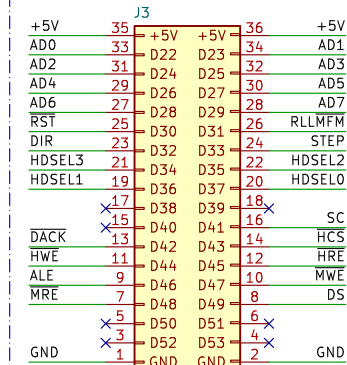 J3
+5V 35 +5V +5V 36 +5V
AD0 33 D22 D23 34 AD1
AD2 31 D24 D25 32 AD3
AD4 29 D26 D27 30 AD5
AD6 27 D28 D29 28 AD7
RST 25 D30 D31 26 RLLMFM
DIR 23 D32 D33 24 STEP
HDSEL3 21 D34 D35 22 HDSEL2
HDSEL1 19 D36 D37 20 HDSEL0
17 D38 D39 18
15 D40 D41 16 SC
DACK 13 D42 D43 14 HCS
HWE 11 D44 D45 12 HRE
ALE 9 D46 D47 10 MWE
MRE 7 D48 D49 8 DS
5 D50 D51 6
3 D52 D53 4
GND 1 GND GND 2 GND